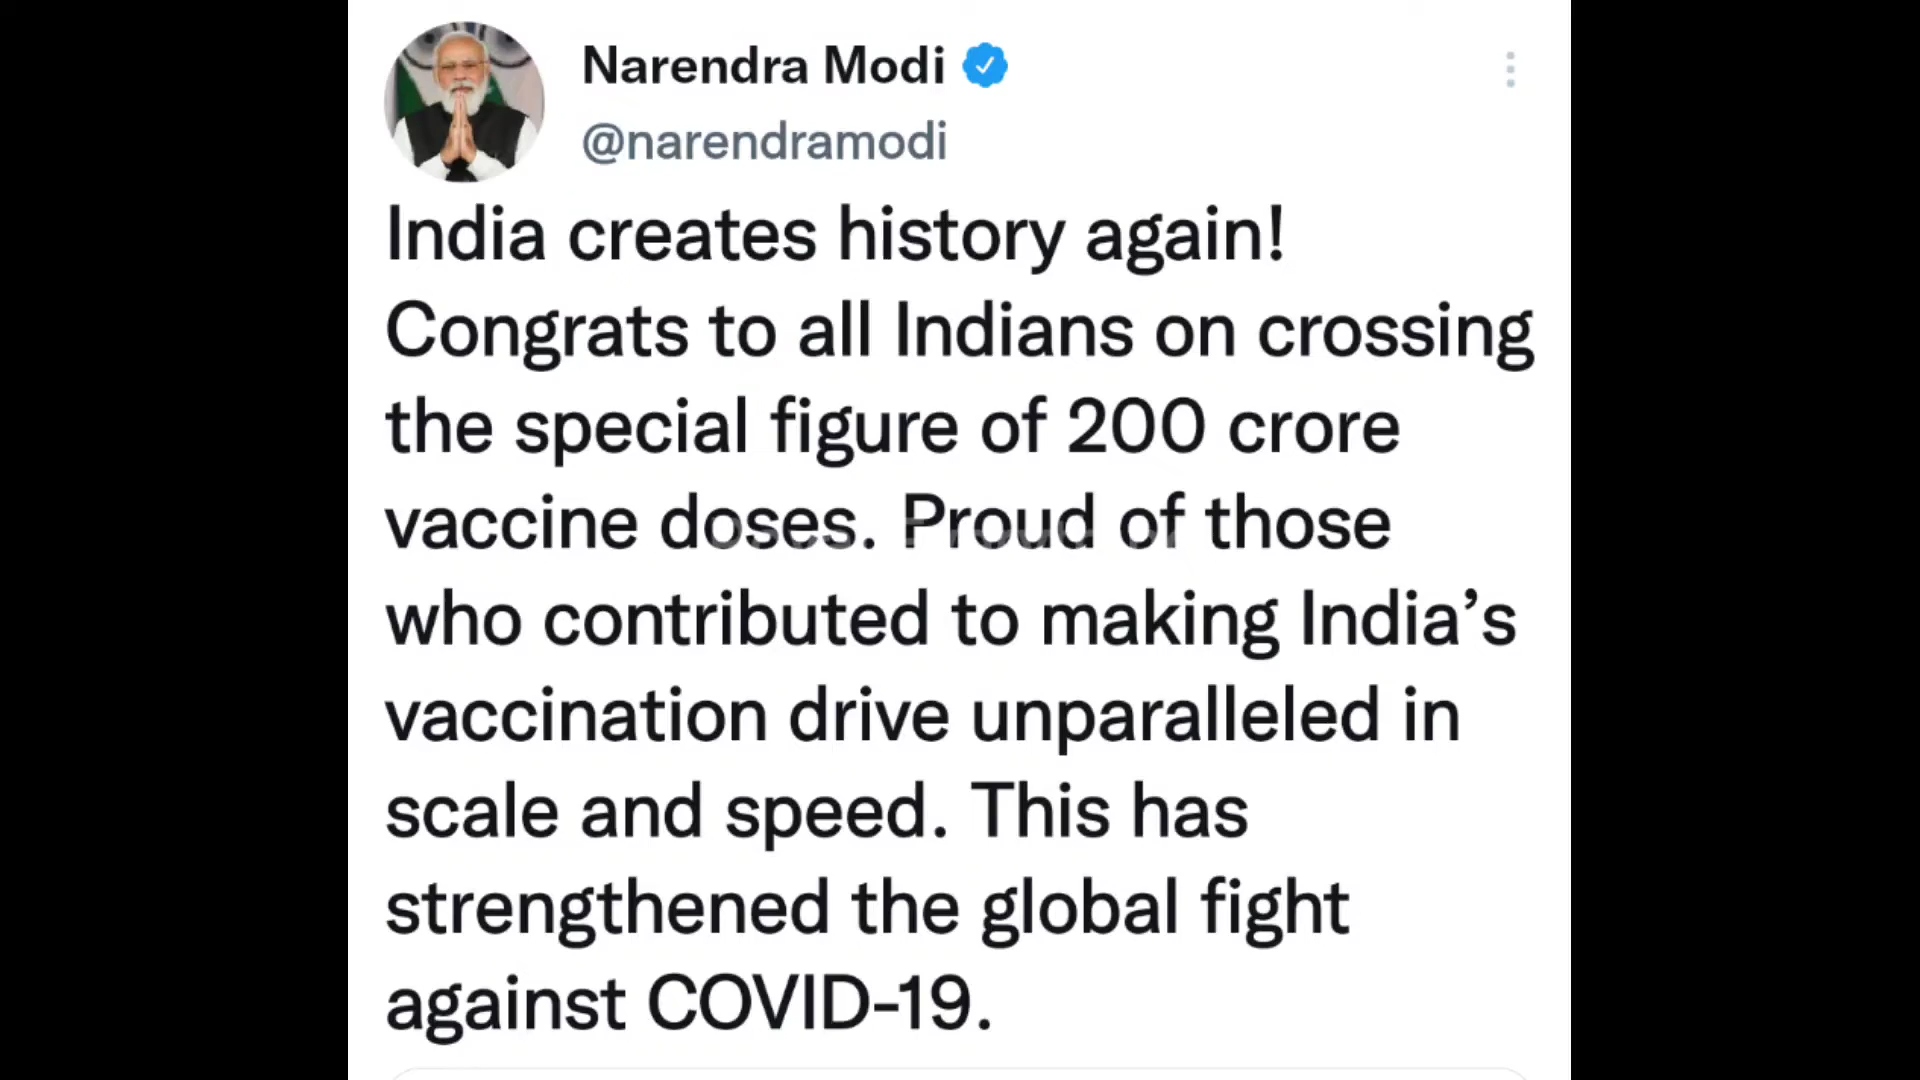 Narendra Modi
@narendramodi
India creates history again!
Congrats to all Indians on crossing
the special figure of 200 crore
vaccine doses. Proud of those
who contributed to making India’s
vaccination drive unparalleled in
scale and speed. This has
strengthened the global fight
against COVID-19.